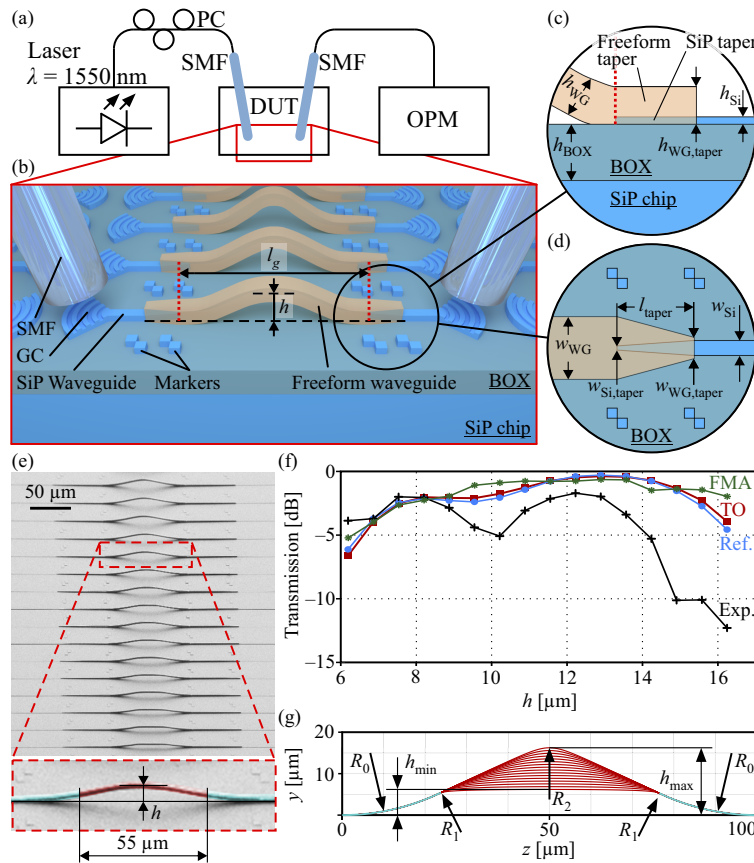 (a)
PC
Laser
λ = 1550 nm
SMF
SMF
DUT
OPM
(b)
l_g
h
SMF
GC
SiP Waveguide
Markers
Freeform waveguide
BOX
SiP chip
(c)
Freeform taper
SiP taper
h_WG
h_Si
h_BOX
h_WG,taper
BOX
SiP chip
(d)
l_taper
w_Si
w_WG
w_Si,taper
w_WG,taper
BOX
(e)
50 µm
h
55 µm
(f)
Transmission [dB]
0
−5
−10
−15
FMA
TO
Ref.
Exp.
6 8 10 12 14 16
h [µm]
(g)
y [µm]
20
10
0
R_0
h_min
R_2
h_max
R_0
R_1
R_1
0 50 100
z [µm]